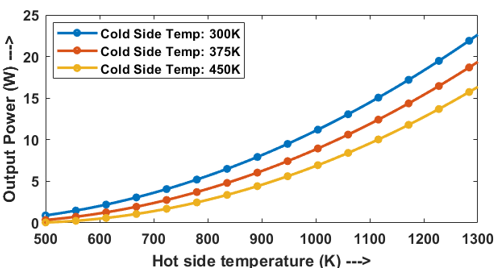 25
20
15
10
5
0
Output Power (W) --->
Cold Side Temp: 300K
Cold Side Temp: 375K
Cold Side Temp: 450K
500 600 700 800 900 1000 1100 1200 1300
Hot side temperature (K) --->